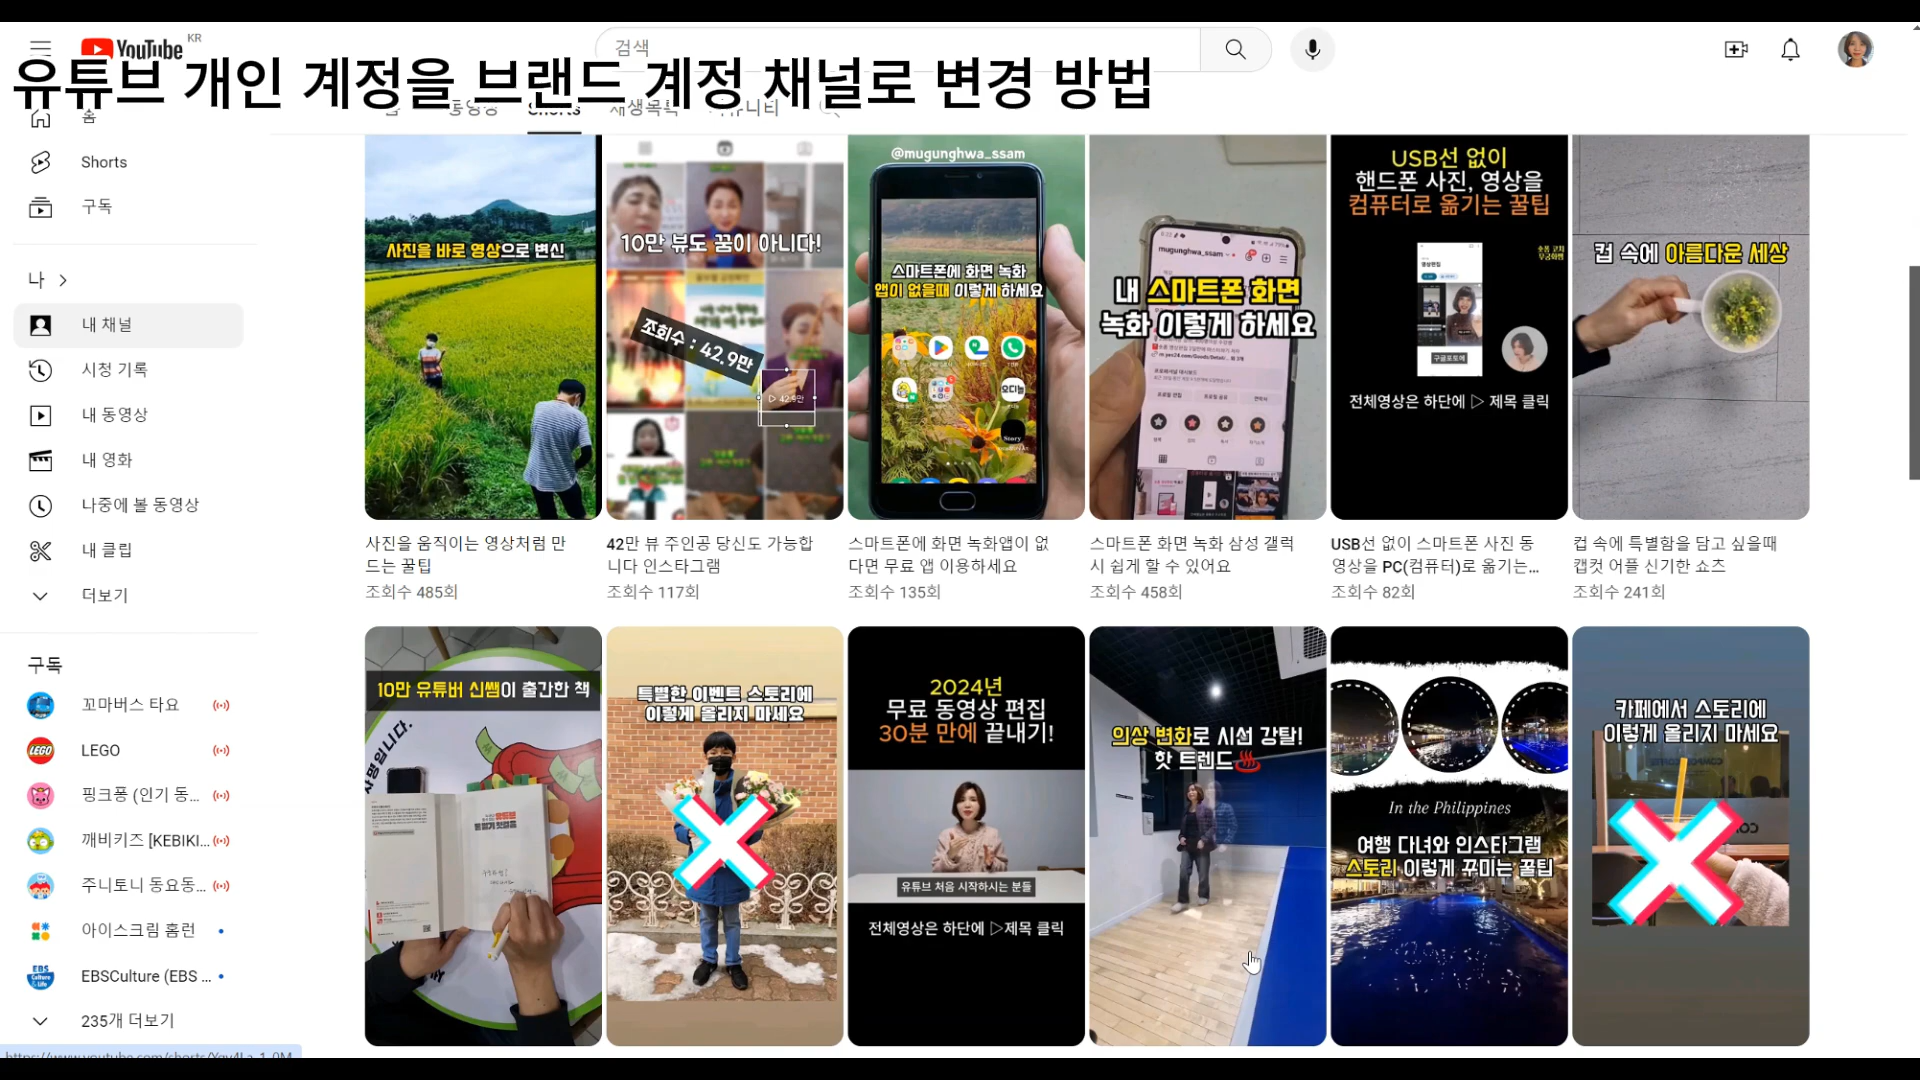 YouTube KR
검색
유튜브 개인 계정을 브랜드 계정 채널로 변경 방법
홈
동영상
Shorts
재생목록
Shorts
구독
나
내 채널
시청 기록
내 동영상
내 영화
나중에 볼 동영상
내 클립
더보기
구독
꼬마버스 타요
LEGO
핑크퐁 (인기 동...
깨비키즈 [KEBIKI...
주니토니 동요동...
아이스크림 홈런
EBSCulture (EBS ...
235개 더보기
사진을 바로 영상으로 변신
사진을 움직이는 영상처럼 만
드는 꿀팁
조회수 485회
10만 뷰도 꿈이 아니다!
조회수 : 42.9만
42.9만
42만 뷰 주인공 당신도 가능합
니다 인스타그램
조회수 117회
@mugunghwa_ssam
스마트폰에 화면 녹화
앱이 없을때 이렇게 하세요
스마트폰에 화면 녹화앱이 없
다면 무료 앱 이용하세요
조회수 135회
mugunghwa_ssam
내 스마트폰 화면
녹화 이렇게 하세요
스마트폰 화면 녹화 삼성 갤럭
시 쉽게 할 수 있어요
조회수 458회
USB선 없이
핸드폰 사진, 영상을
컴퓨터로 옮기는 꿀팁
숏폼 코치
무궁화쌤
구글포토에
전체영상은 하단에 ▷ 제목 클릭
USB선 없이 스마트폰 사진 동
영상을 PC(컴퓨터)로 옮기는...
조회수 82회
컵 속에 아름다운 세상
컵 속에 특별함을 담고 싶을때
캡컷 어플 신기한 쇼츠
조회수 241회
10만 유튜버 신쌤이 출간한 책
특별한 이벤트 스토리에
이렇게 올리지 마세요
2024년
무료 동영상 편집
30분 만에 끝내기!
유튜브 처음 시작하시는 분들
전체영상은 하단에 ▷제목 클릭
의상 변화로 시선 강탈!
핫 트렌드
In the Philippines
여행 다녀와 인스타그램
스토리 이렇게 꾸미는 꿀팁
카페에서 스토리에
이렇게 올리지 마세요